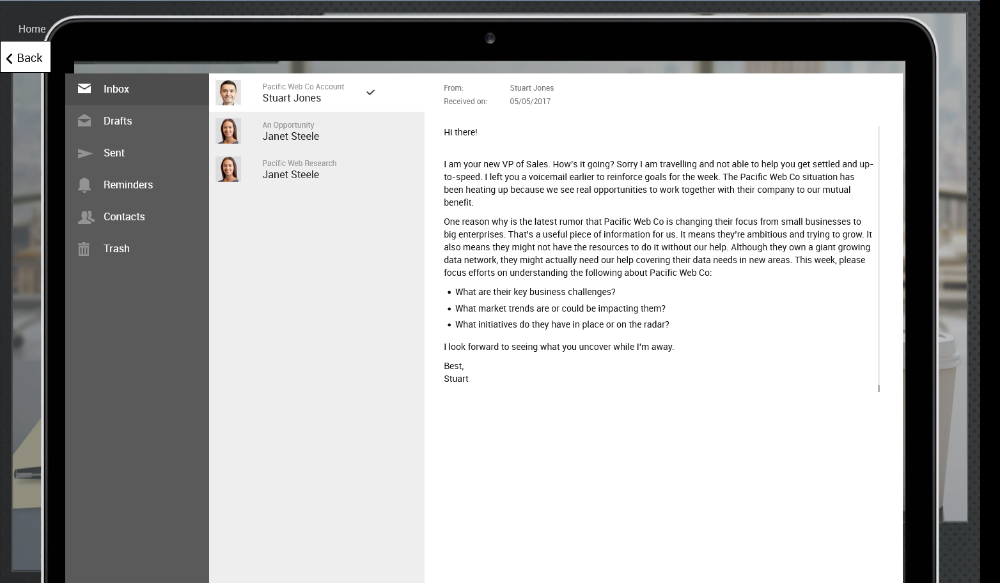 Home
Back
Inbox
Drafts
Sent
Reminders
Contacts
Trash
Pacific Web Co Account
Stuart Jones
An Opportunity
Janet Steele
Pacific Web Research
Janet Steele
From: Stuart Jones
Received on: 05/05/2017
Hi there!
I am your new VP of Sales. How's it going? Sorry I am travelling and not able to help you get settled and up-
to-speed. I left you a voicemail earlier to reinforce goals for the week. The Pacific Web Co situation has
been heating up because we see real opportunities to work together with their company to our mutual
benefit.
One reason why is the latest rumor that Pacific Web Co is changing their focus from small businesses to
big enterprises. That's a useful piece of information for us. It means they're ambitious and trying to grow. It
also means they might not have the resources to do it without our help. Although they own a giant growing
data network, they might actually need our help covering their data needs in new areas. This week, please
focus efforts on understanding the following about Pacific Web Co:
• What are their key business challenges?
• What market trends are or could be impacting them?
• What initiatives do they have in place or on the radar?
I look forward to seeing what you uncover while I'm away.
Best,
Stuart